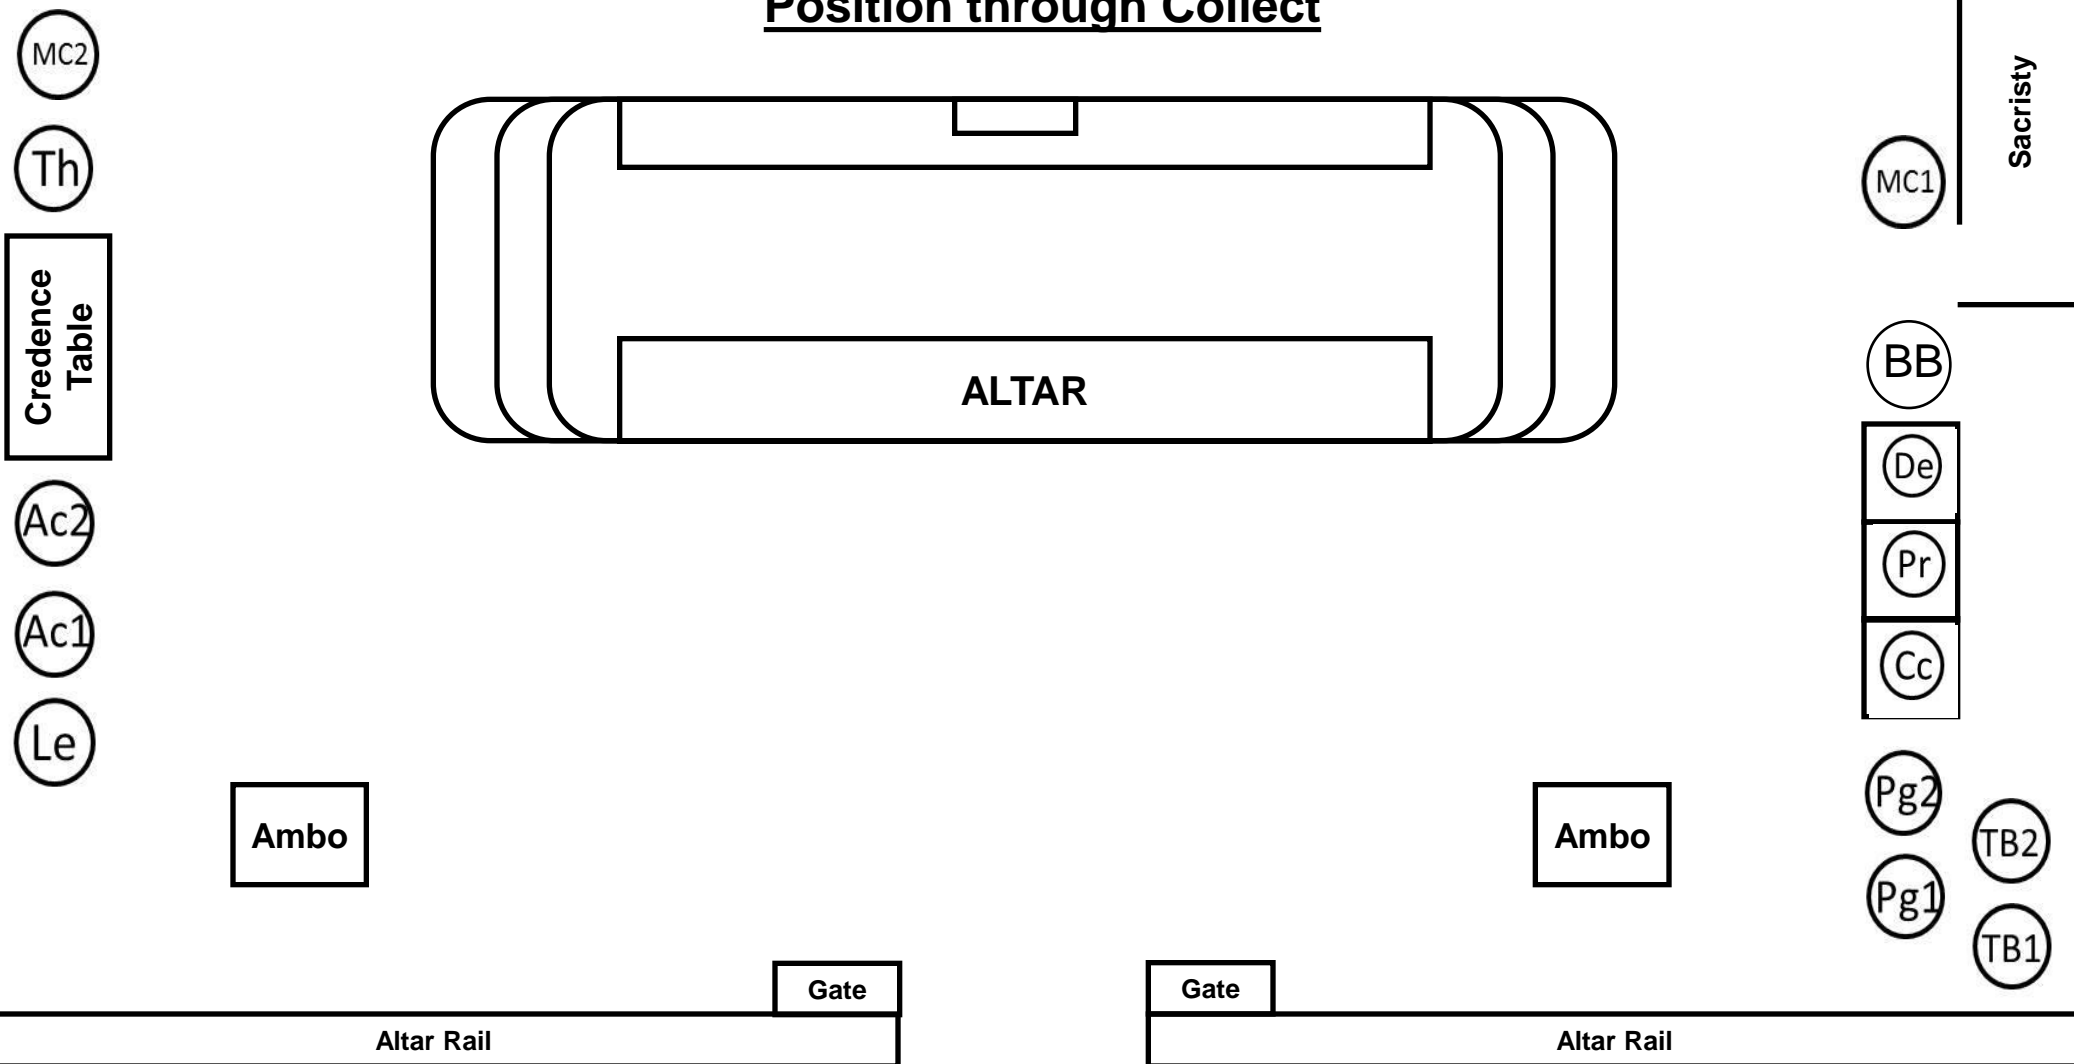 Position through Collect
MC2
Sacristy
Th
MC1
Credence
Table
BB
ALTAR
De
Ac2
Pr
Ac1
Cc
Le
Pg2
Ambo
Ambo
TB2
Pg1
TB1
Gate
Gate
Altar Rail
Altar Rail